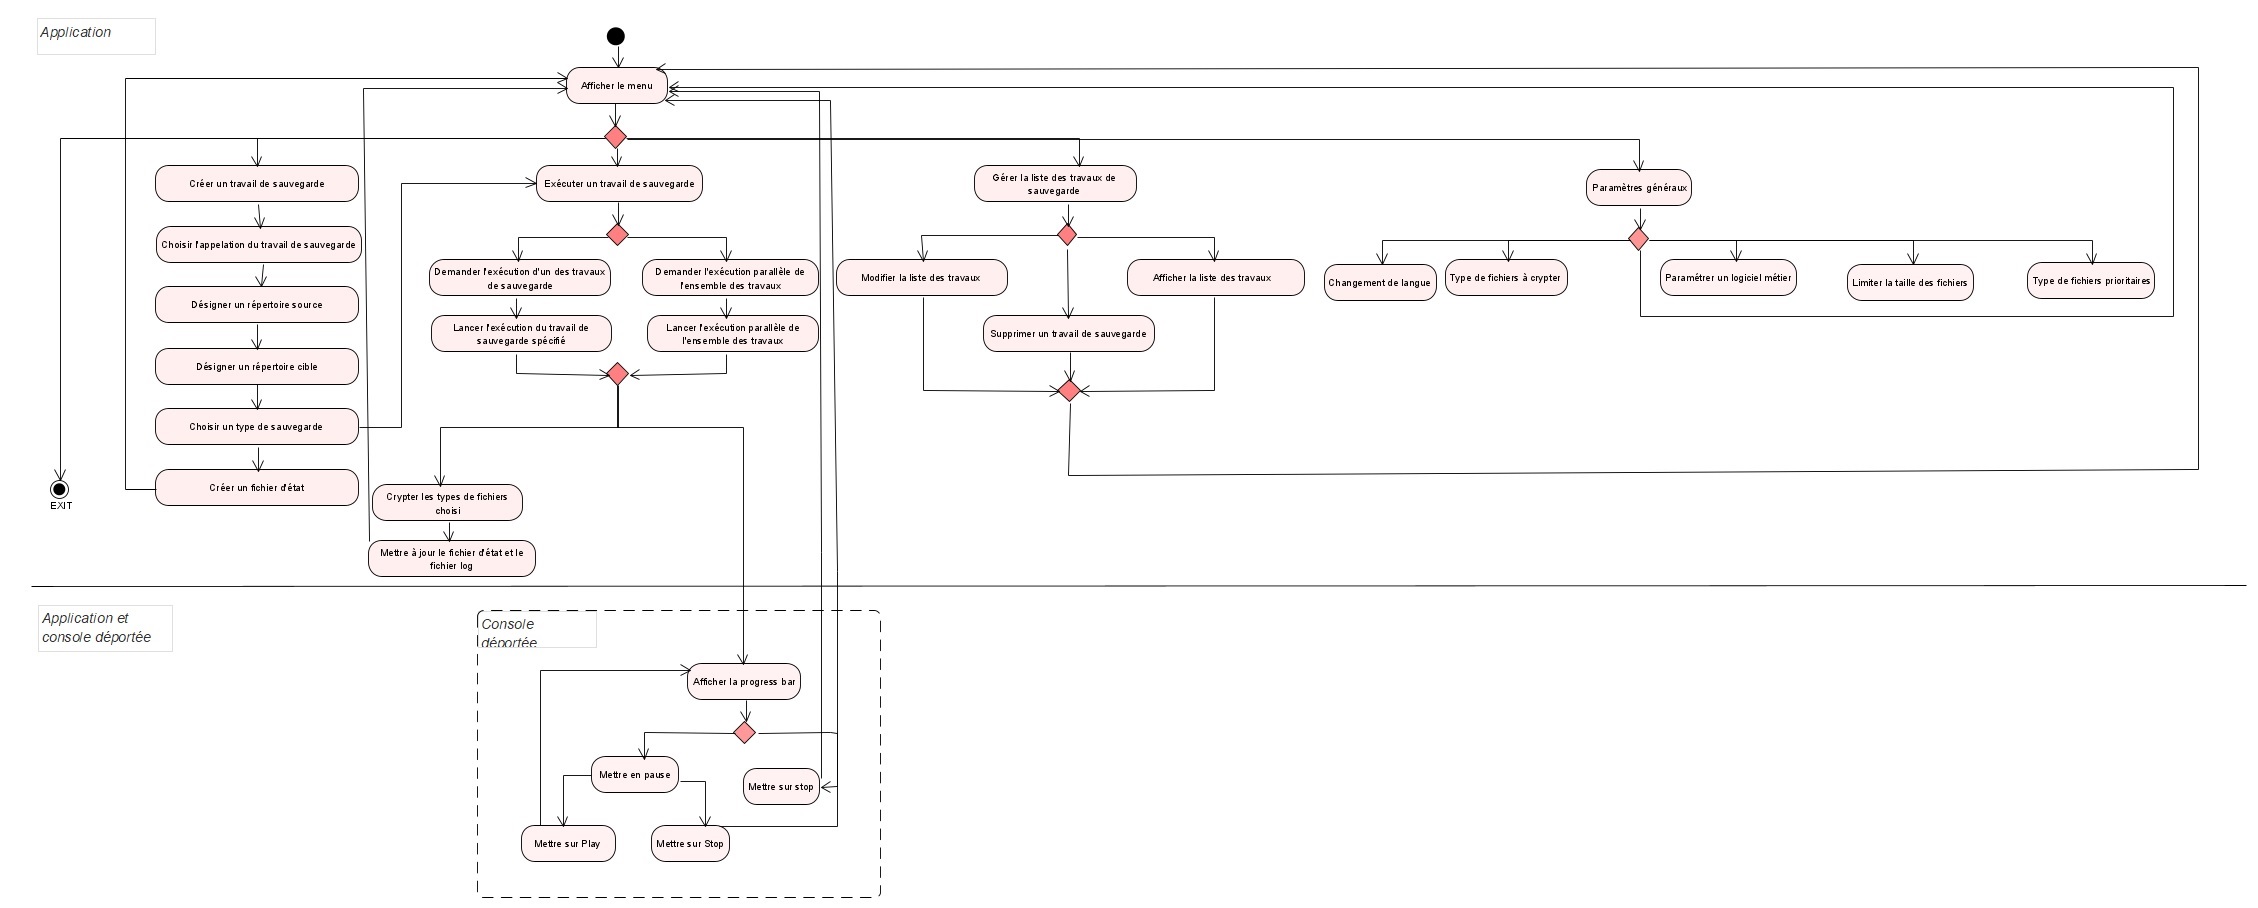 Application
Afficher le menu
Créer un travail de sauvegarde
Choisir l'appelation du travail de sauvegarde
Désigner un répertoire source
Désigner un répertoire cible
Choisir un type de sauvegarde
Créer un fichier d'état
EXIT
Exécuter un travail de sauvegarde
Demander l'exécution d'un des travaux
de sauvegarde
Demander l'exécution parallèle de
l'ensemble des travaux
Lancer l'exécution du travail de
sauvegarde spécifié
Lancer l'exécution parallèle de
l'ensemble des travaux
Crypter les types de fichiers
choisi
Mettre à jour le fichier d'état et le
fichier log
Gérer la liste des travaux de
sauvegarde
Modifier la liste des travaux
Afficher la liste des travaux
Supprimer un travail de sauvegarde
Paramètres généraux
Changement de langue
Type de fichiers à crypter
Paramétrer un logiciel métier
Limiter la taille des fichiers
Type de fichiers prioritaires
Application et
console déportée
Console
déportée
Afficher la progress bar
Mettre en pause
Mettre sur stop
Mettre sur Play
Mettre sur Stop